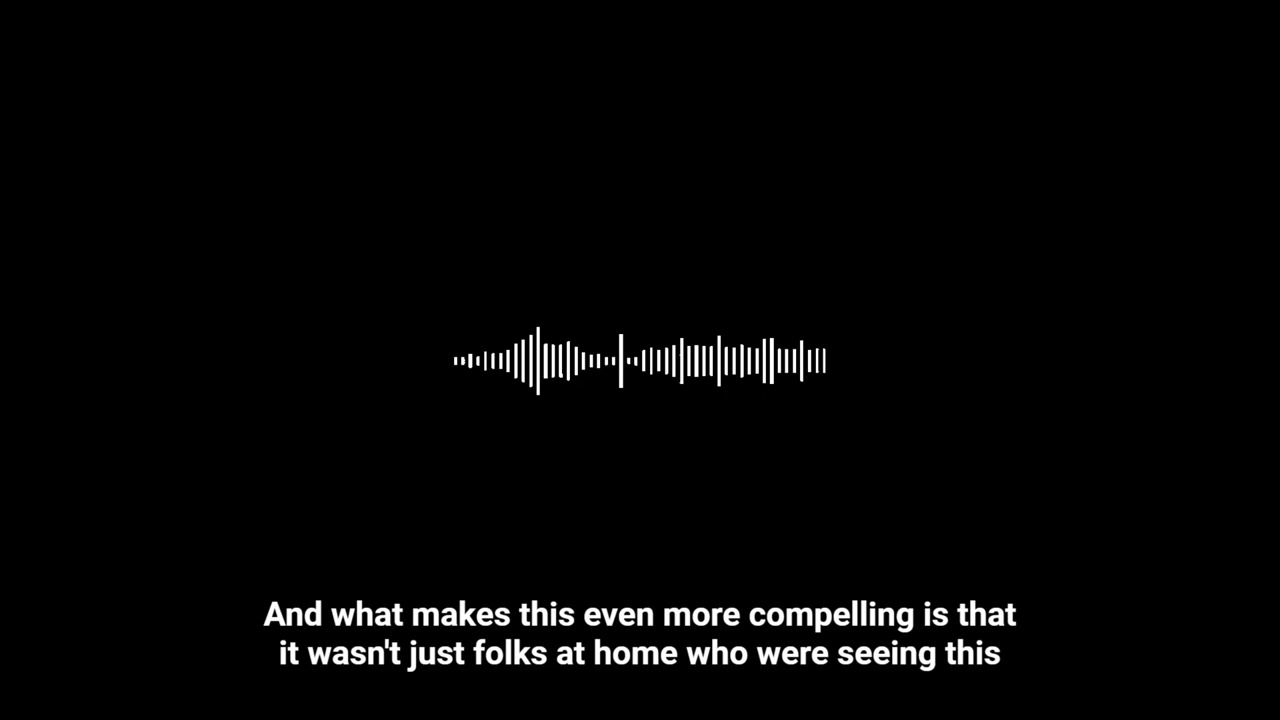 And what makes this even more compelling is that
it wasn't just folks at home who were seeing this